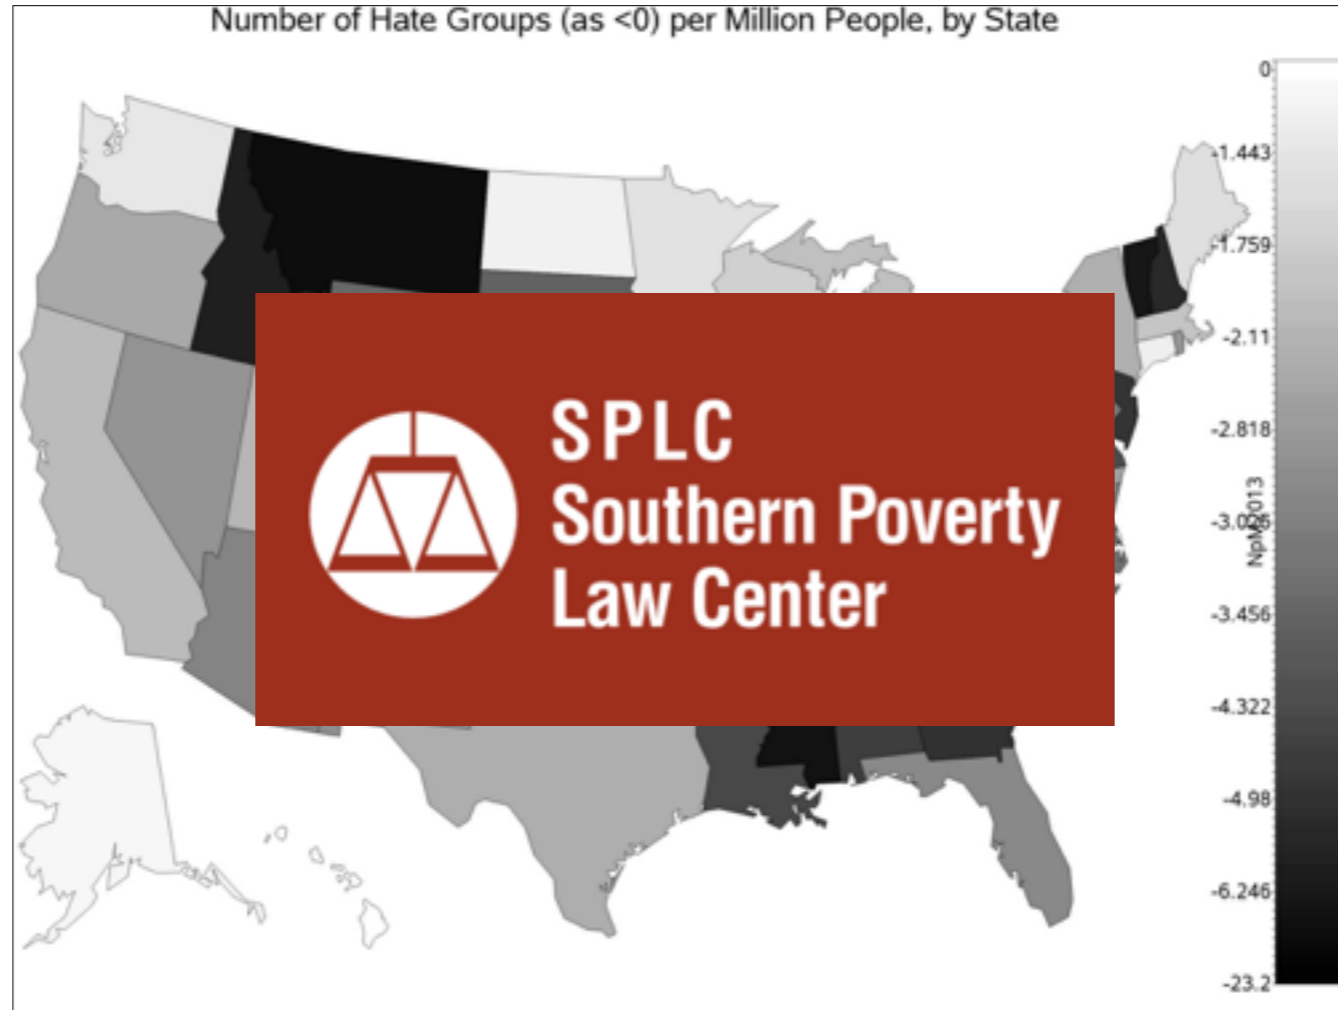 Number of Hate Groups (as <0) per Million People, by State
0
-1.443
-1.759
-2.11
-2.818
-3.456
-4.322
-4.98
-6.246
-23.2
SPLC
Southern Poverty
Law Center